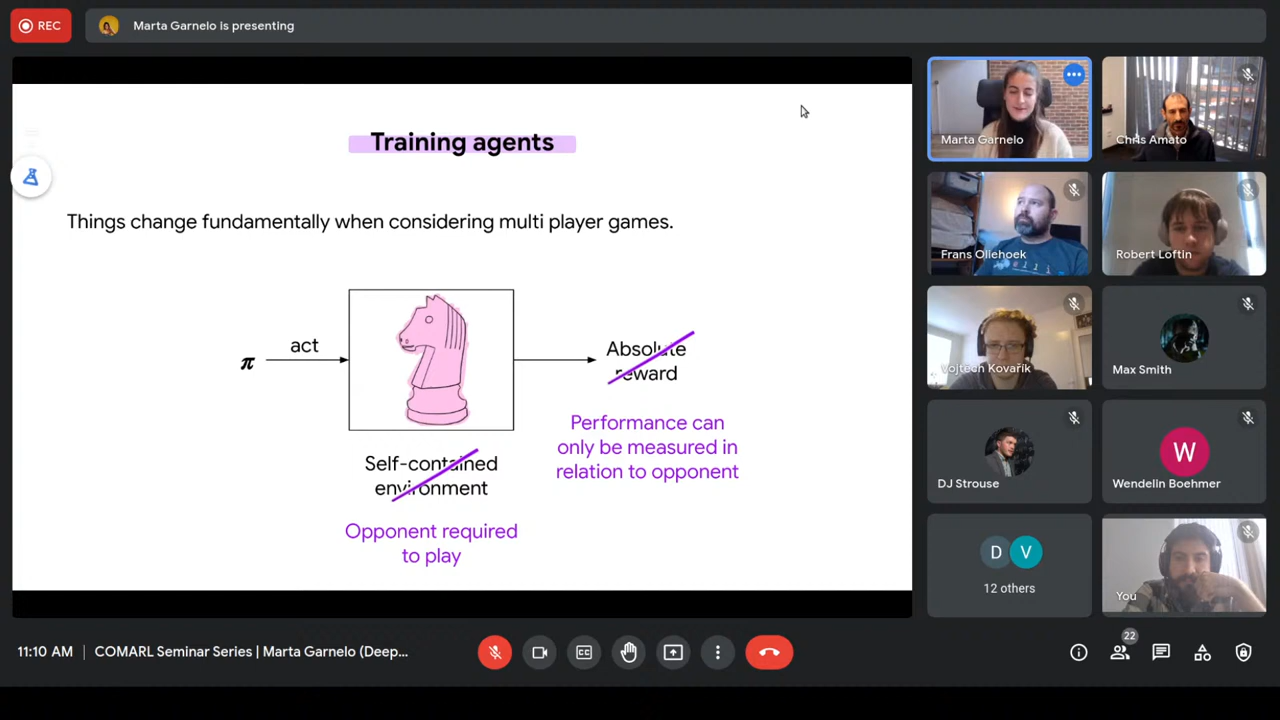 REC
Marta Garnelo is presenting
Training agents
Things change fundamentally when considering multi player games.
π
act
Absolute
reward
Performance can
only be measured in
relation to opponent
Self-contained
environment
Opponent required
to play
Marta Garnelo
Chris Amato
Frans Oliehoek
Robert Loftin
Vojtěch Kovařík
Max Smith
DJ Strouse
W
Wendelin Boehmer
D
V
12 others
You
11:10 AM
COMARL Seminar Series | Marta Garnelo (Deep...
CC
22